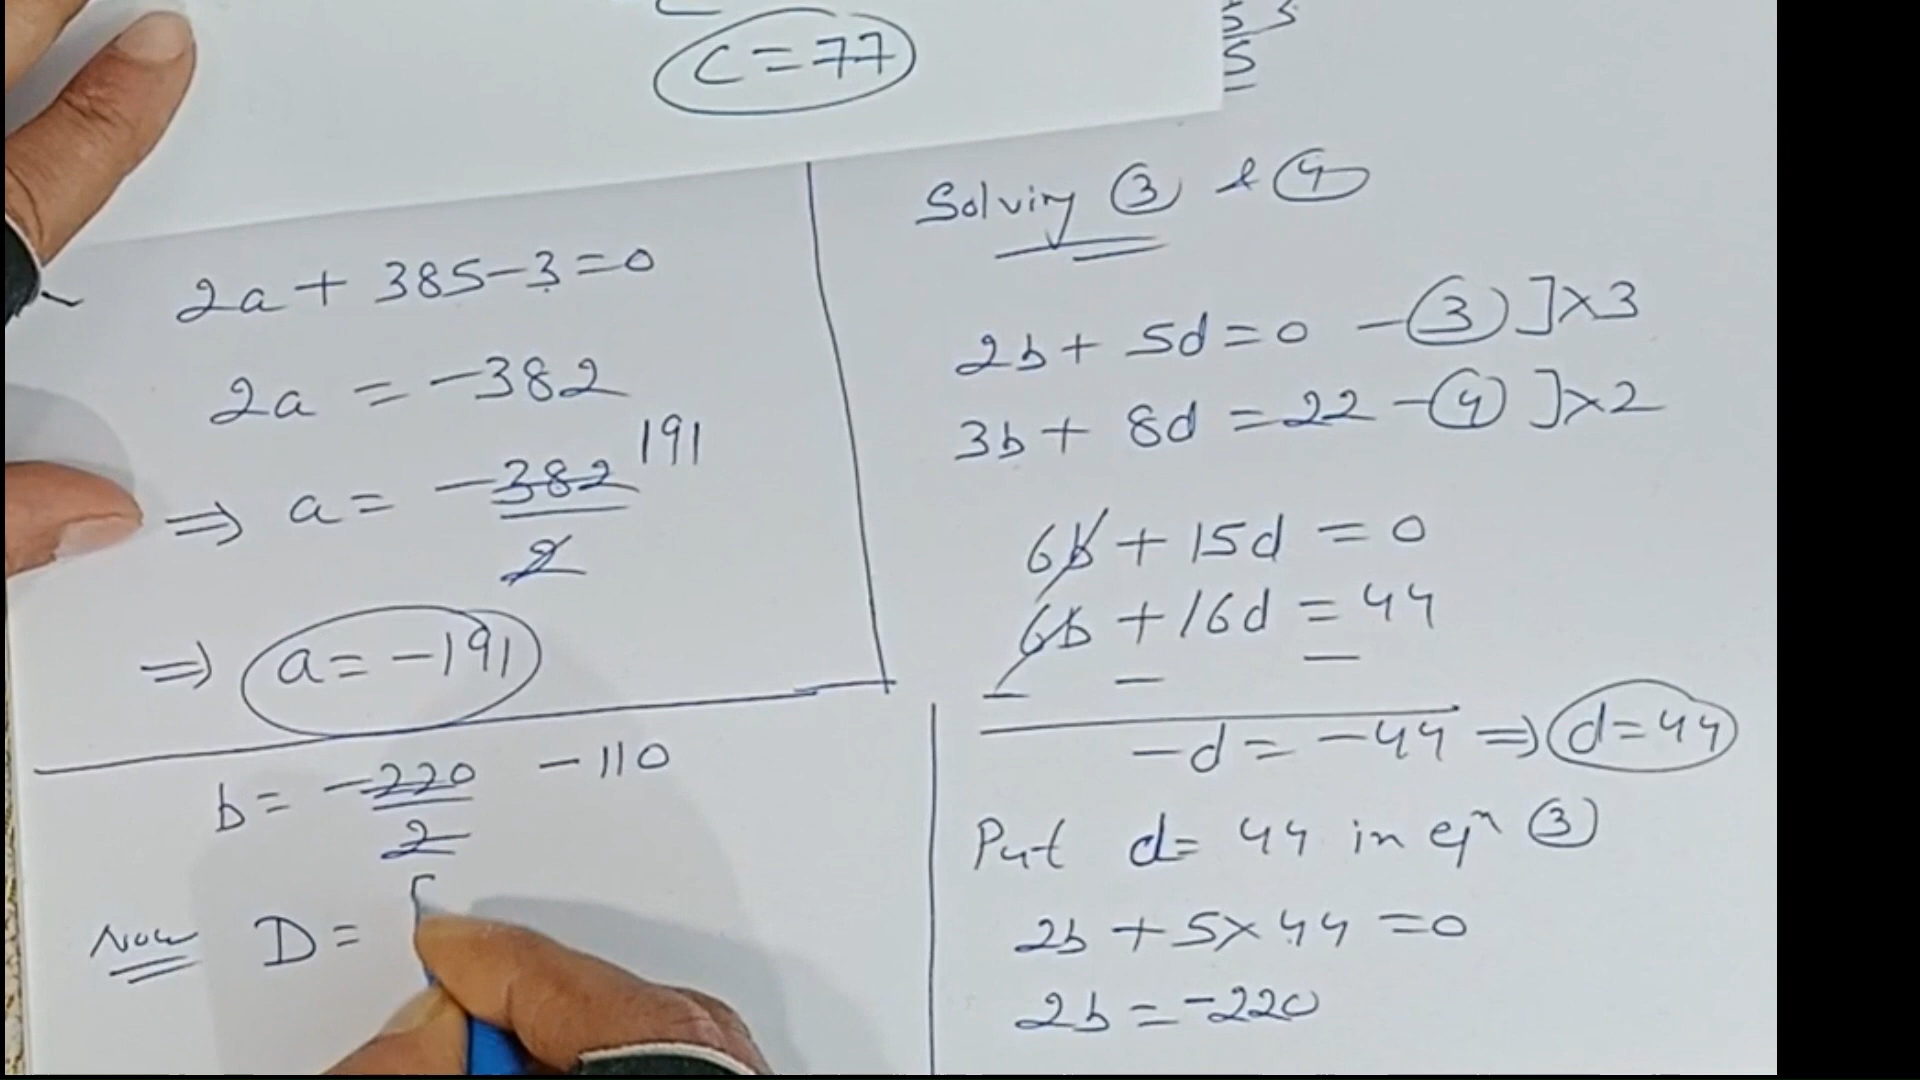 c = 77
5
2a + 385 - 3 = 0
2a = -382
⇒ a = -382/2 191
⇒ a = -191
b = -220/2 -110
Now D = [
Solving ③ & ④
2b + 5d = 0 - ③ ] × 3
3b + 8d = 22 - ④ ] × 2
6b + 15d = 0
6b + 16d = 44
- - -
-d = -44 ⇒ d = 44
Put d = 44 in eqn ③
2b + 5 × 44 = 0
2b = -220